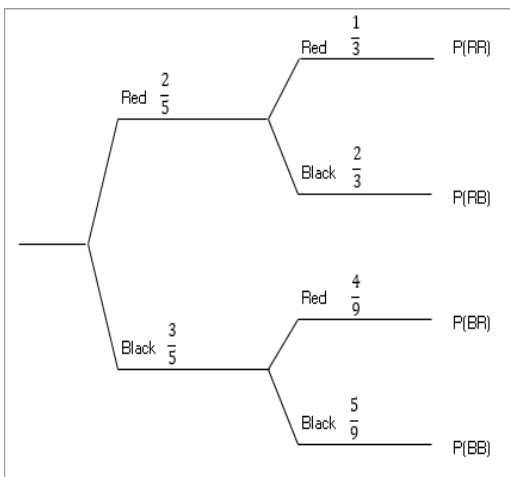 Red 1/3 P(RR)
Red 2/5
Black 2/3 P(RB)
Red 4/9 P(BR)
Black 3/5
Black 5/9 P(BB)